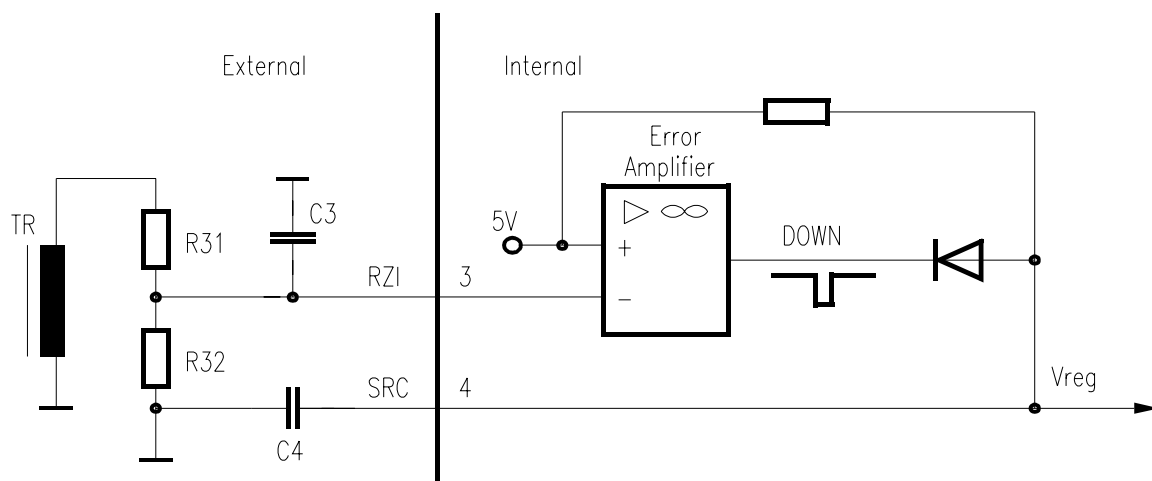 External
Internal
Error
Amplifier
TR
R31
C3
5V
+
DOWN
RZI
3
−
R32
SRC
4
Vreg
C4